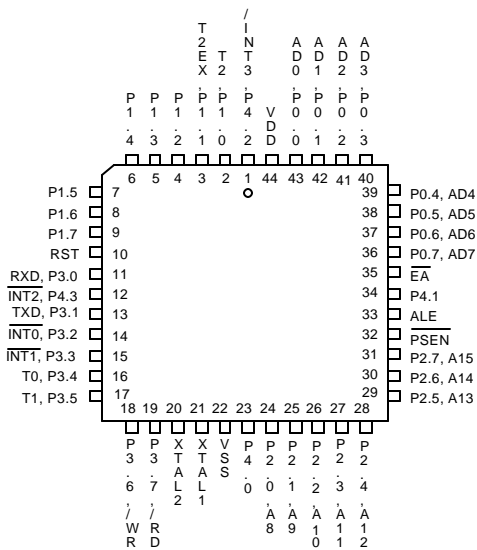 T2EX,P1.1
T2,P1.0
/INT3,P4.2
AD0,P0.0
AD1,P0.1
AD2,P0.2
AD3,P0.3
P1.4
P1.3
P1.2
VDD
6 5 4 3 2 1 44 43 42 41 40
P1.5 7
P1.6 8
P1.7 9
RST 10
RXD, P3.0 11
INT2, P4.3 12
TXD, P3.1 13
INT0, P3.2 14
INT1, P3.3 15
T0, P3.4 16
T1, P3.5 17
39 P0.4, AD4
38 P0.5, AD5
37 P0.6, AD6
36 P0.7, AD7
35 EA
34 P4.1
33 ALE
32 PSEN
31 P2.7, A15
30 P2.6, A14
29 P2.5, A13
18 19 20 21 22 23 24 25 26 27 28
P3.6,/WR
P3.7,/RD
XTAL2
XTAL1
VSS
P4.0
P2.0,A8
P2.1,A9
P2.2,A10
P2.3,A11
P2.4,A12